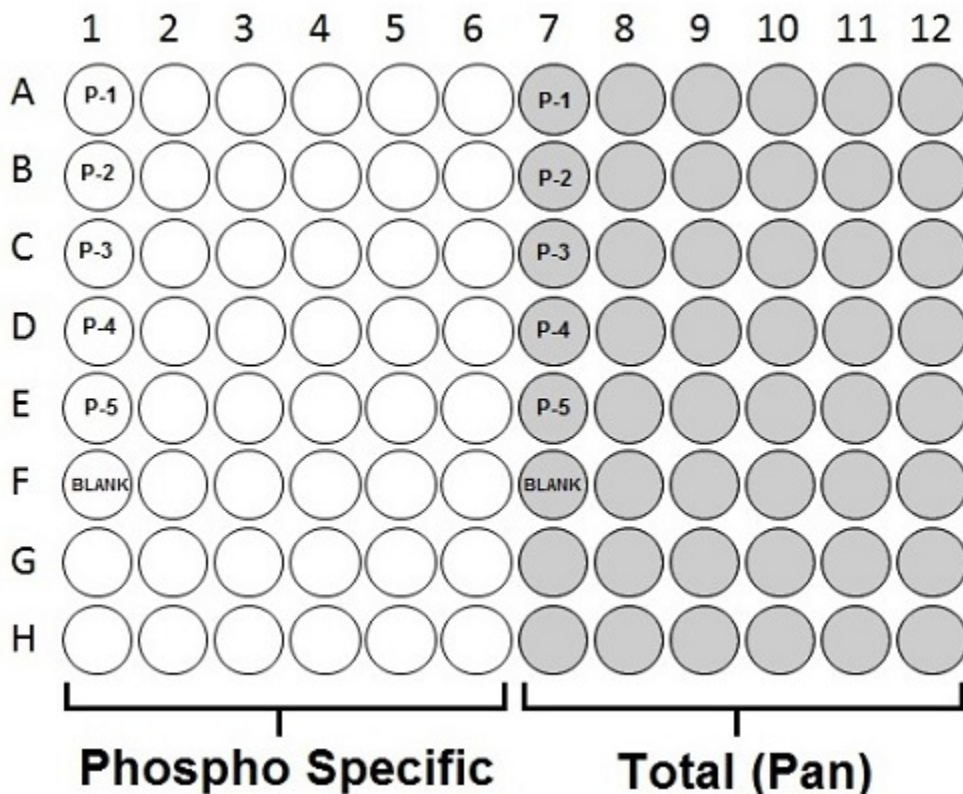 1 2 3 4 5 6 7 8 9 10 11 12
A P-1 P-1
B P-2 P-2
C P-3 P-3
D P-4 P-4
E P-5 P-5
F BLANK BLANK
G
H
Phospho Specific Total (Pan)